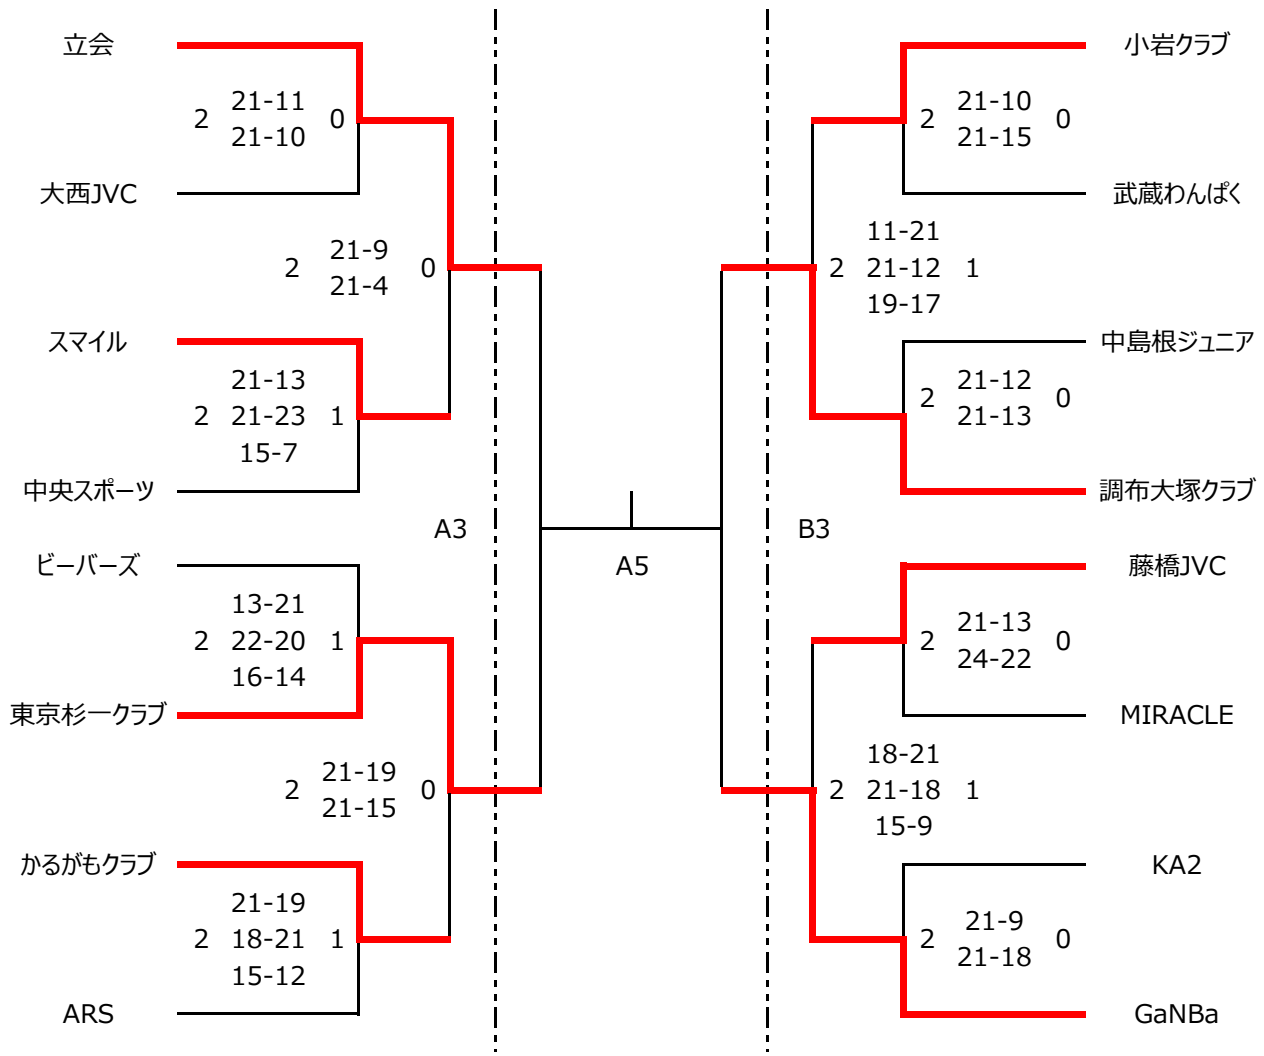 立会
2 21-11 0
21-10
大西JVC
2 21-9 0
21-4
スマイル
21-13
2 21-23 1
15-7
中央スポーツ
A3
ビーバーズ
13-21
2 22-20 1
16-14
東京杉一クラブ
2 21-19 0
21-15
かるがもクラブ
21-19
2 18-21 1
15-12
ARS
A5
小岩クラブ
2 21-10 0
21-15
武蔵わんぱく
11-21
2 21-12 1
19-17
中島根ジュニア
2 21-12 0
21-13
調布大塚クラブ
B3
藤橋JVC
2 21-13 0
24-22
MIRACLE
18-21
2 21-18 1
15-9
KA2
2 21-9 0
21-18
GaNBa